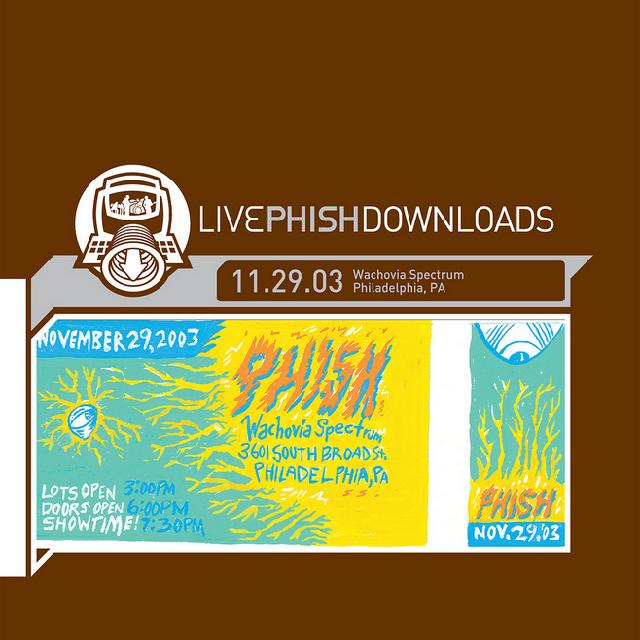 LIVEPHISHDOWNLOADS
11.29.03
Wachovia Spectrum
Philadelphia, PA
NOVEMBER 29, 2003
PHISH
Wachovia Spectrum
3601 SOUTH BROAD St.
PHILADELPHIA, PA
LOTS OPEN 3:00PM
DOORS OPEN 6:00PM
SHOWTIME! 7:30PM
PHISH
NOV. 29. '03